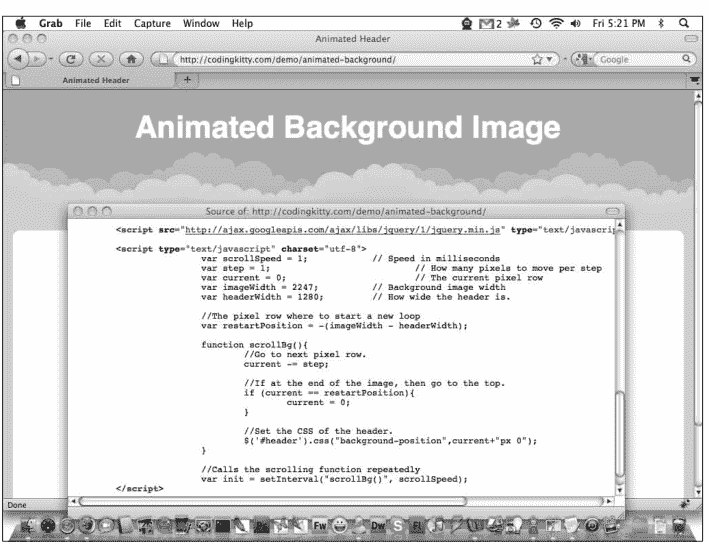 Grab File Edit Capture Window Help 2 Fri 5:21 PM
Animated Header
http://codingkitty.com/demo/animated-background/ Google
Animated Header +
Animated Background Image
Source of: http://codingkitty.com/demo/animated-background/
<script src="http://ajax.googleapis.com/ajax/libs/jquery/1/jquery.min.js" type="text/javascri
<script type="text/javascript" charset="utf-8">
var scrollSpeed = 1; // Speed in milliseconds
var step = 1; // How many pixels to move per step
var current = 0; // The current pixel row
var imageWidth = 2247; // Background image width
var headerWidth = 1280; // How wide the header is.
//The pixel row where to start a new loop
var restartPosition = -(imageWidth - headerWidth);
function scrollBg(){
//Go to next pixel row.
current -= step;
//If at the end of the image, then go to the top.
if (current == restartPosition){
current = 0;
}
//Set the CSS of the header.
$('#header').css("background-position",current+"px 0");
}
//Calls the scrolling function repeatedly
var init = setInterval("scrollBg()", scrollSpeed);
</script>
Done
Fw Dw S FL